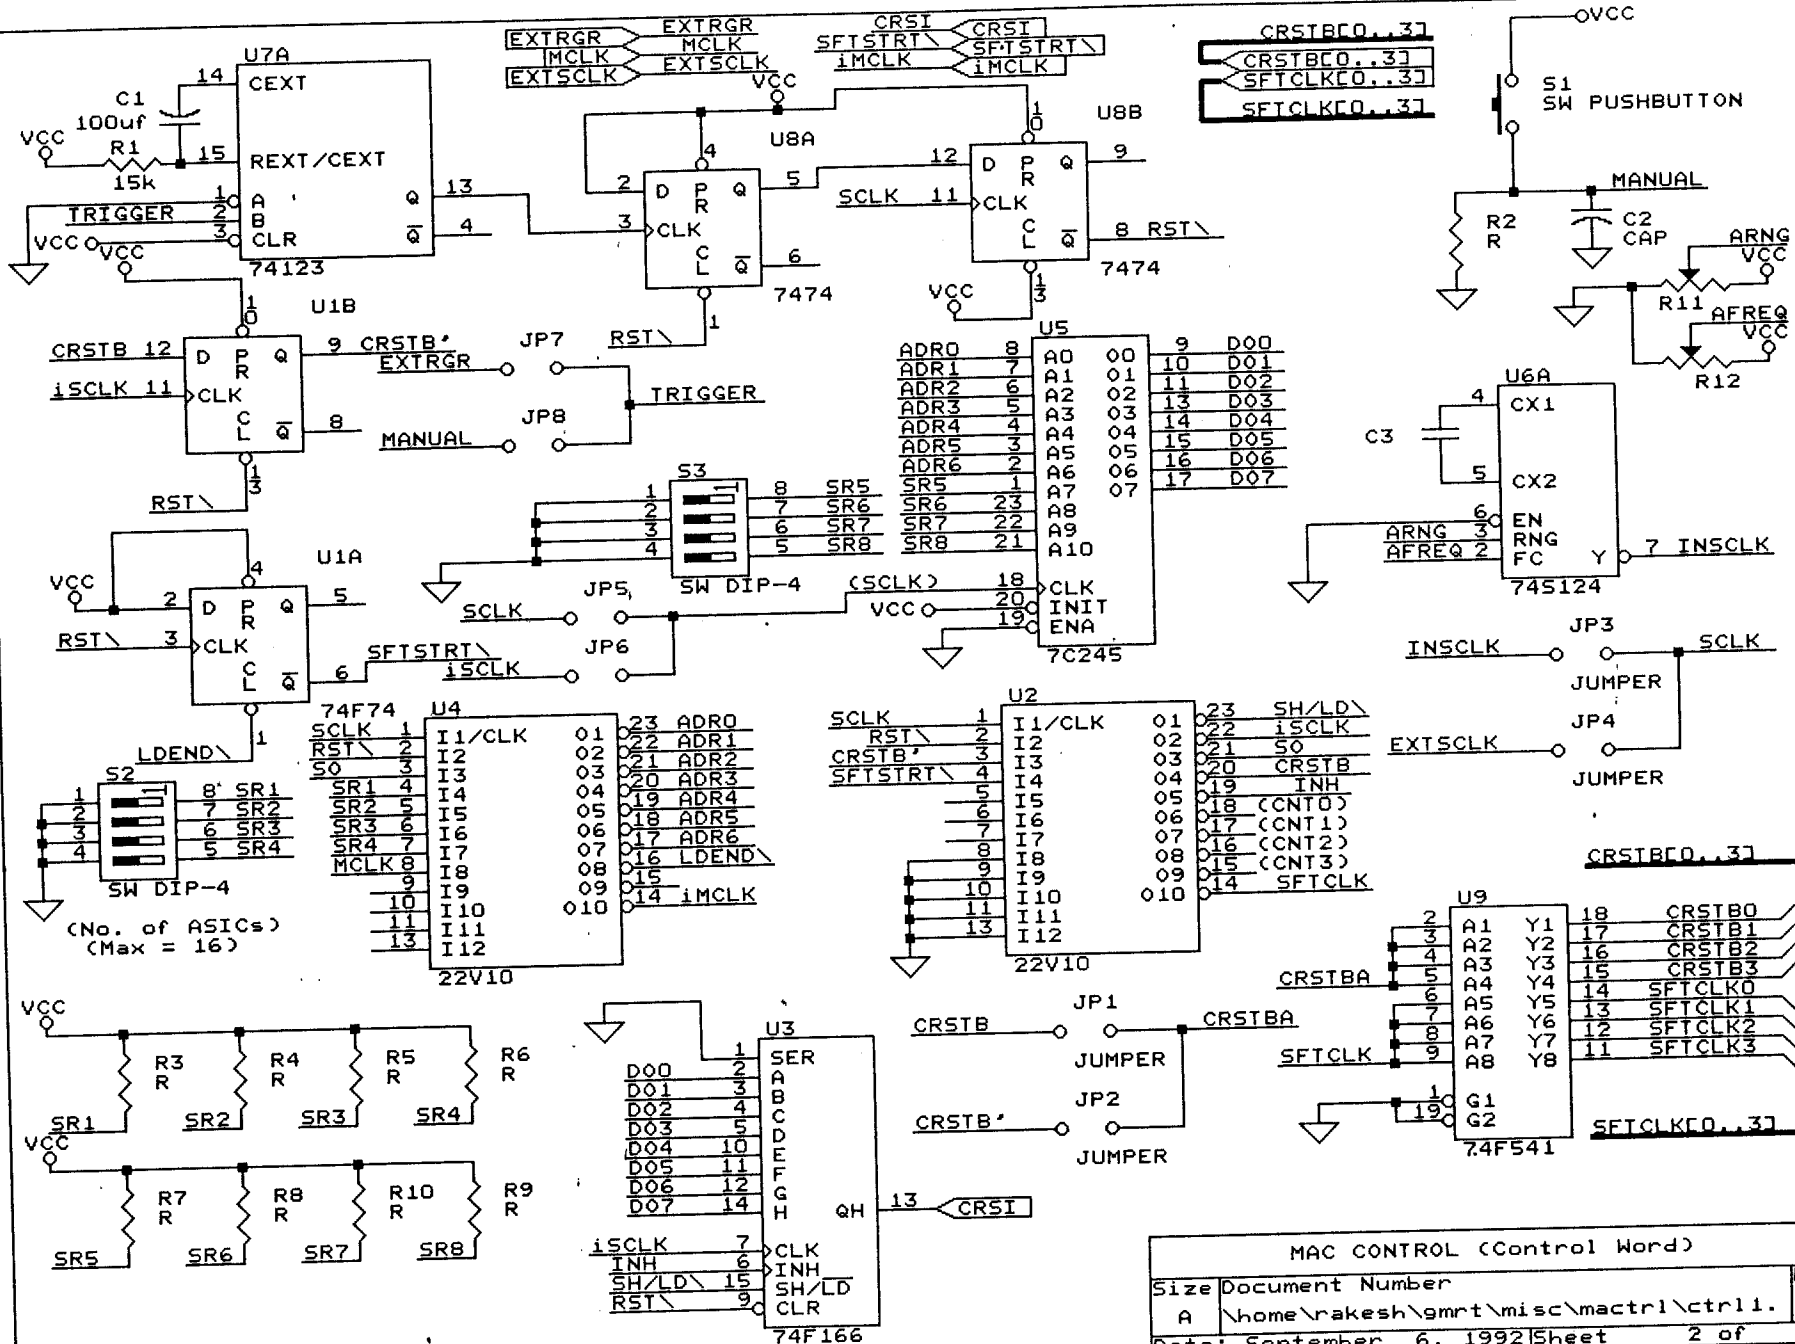 EXTRGR EXTRGR
MCLK MCLK
EXTSCLK EXTSCLK
CRSI CRSI
SFTSTRT\ SFTSTRT\
iMCLK iMCLK
CRSTB[0..3]
CRSTB[0..3]
SFTCLK[0..3]
SFTCLK[0..3]
VCC
S1
SW PUSHBUTTON
MANUAL
R2
R
C2
CAP
ARNG
VCC
R11
AFREQ
VCC
R12
U7A
14 CEXT
C1
100uf
VCC
R1
15k
15 REXT/CEXT
1 A
TRIGGER 2 B
VCC 3 CLR
Q 13
Q 4
74123
VCC
U8A
4
2 D PR Q 5
3 CLK
CL Q 6
7474
RST\ 1
U8B
10
12 D PR Q 9
SCLK 11 CLK
CL Q 8 RST\
7474
VCC 13
VCC
U1B
10
CRSTB 12 D PR Q 9 CRSTB'
iSCLK 11 CLK
CL Q 8
RST\ 13
EXTRGR JP7
TRIGGER
MANUAL JP8
U5
ADR0 8 A0 O0 9 DO0
ADR1 7 A1 O1 10 DO1
ADR2 6 A2 O2 11 DO2
ADR3 5 A3 O3 13 DO3
ADR4 4 A4 O4 14 DO4
ADR5 3 A5 O5 15 DO5
ADR6 2 A6 O6 16 DO6
SR5 1 A7 O7 17 DO7
SR6 23 A8
SR7 22 A9
SR8 21 A10
(SCLK) 18 CLK
VCC 20 INIT
19 ENA
7C245
U6A
4 CX1
C3
5 CX2
6 EN
ARNG 3 RNG
AFREQ 2 FC
Y 7 INSCLK
74S124
S3
1 8 SR5
2 7 SR6
3 6 SR7
4 5 SR8
SW DIP-4
U1A
VCC 4
2 D PR Q 5
RST\ 3 CLK
CL Q 6 SFTSTRT\
74F74
LDEND\ 1
SCLK JP5
iSCLK JP6
INSCLK JP3 SCLK
JUMPER
EXTSCLK JP4
JUMPER
S2
1 8 SR1
2 7 SR2
3 6 SR3
4 5 SR4
SW DIP-4
(No. of ASICs)
(Max = 16)
U4
SCLK 1 I1/CLK O1 23 ADR0
RST\ 2 I2 O2 22 ADR1
SO 3 I3 O3 21 ADR2
SR1 4 I4 O4 20 ADR3
SR2 5 I5 O5 19 ADR4
SR3 6 I6 O6 18 ADR5
SR4 7 I7 O7 17 ADR6
MCLK 8 I8 O8 16 LDEND\
9 I9 O9 15
10 I10 O10 14 iMCLK
11 I11
13 I12
22V10
U2
SCLK 1 I1/CLK O1 23 SH/LD\
RST\ 2 I2 O2 22 iSCLK
CRSTB' 3 I3 O3 21 SO
SFTSTRT\ 4 I4 O4 20 CRSTB
5 I5 O5 19 INH
6 I6 O6 18 (CNT0)
7 I7 O7 17 (CNT1)
8 I8 O8 16 (CNT2)
9 I9 O9 15 (CNT3)
10 I10 O10 14 SFTCLK
11 I11
13 I12
22V10
CRSTB[0..3]
U9
2 A1 Y1 18 CRSTB0
3 A2 Y2 17 CRSTB1
4 A3 Y3 16 CRSTB2
CRSTBA 5 A4 Y4 15 CRSTB3
6 A5 Y5 14 SFTCLK0
7 A6 Y6 13 SFTCLK1
8 A7 Y7 12 SFTCLK2
SFTCLK 9 A8 Y8 11 SFTCLK3
1 G1
19 G2
74F541
SFTCLK[0..3]
VCC
R3 R4 R5 R6
R R R R
SR1 SR2 SR3 SR4
VCC
R7 R8 R10 R9
R R R R
SR5 SR6 SR7 SR8
U3
1 SER
DO0 2 A
DO1 3 B
DO2 4 C
DO3 5 D
DO4 10 E
DO5 11 F
DO6 12 G
DO7 14 H QH 13 CRSI
iSCLK 7 CLK
INH 6 INH
SH/LD\ 15 SH/LD
RST\ 9 CLR
74F166
CRSTB JP1 CRSTBA
JUMPER
CRSTB' JP2
JUMPER
MAC CONTROL (Control Word)
Size Document Number
A \home\rakesh\gmrt\misc\mactrl\ctrl1.
Date: September 6, 1992 Sheet 2 of